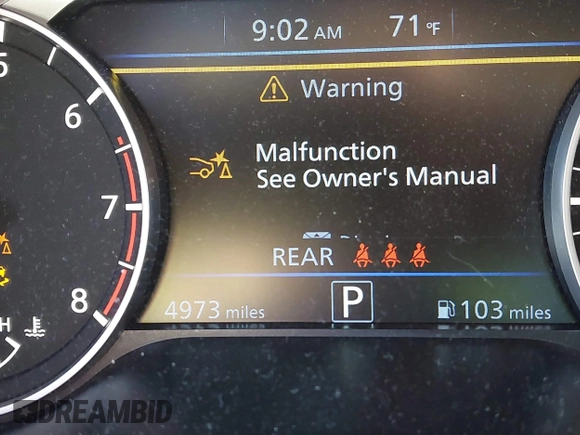 9:02 AM 71 °F
5
6
7
8
H
Warning
Malfunction
See Owner's Manual
REAR
4973 miles
P
103 miles
DREAMBID